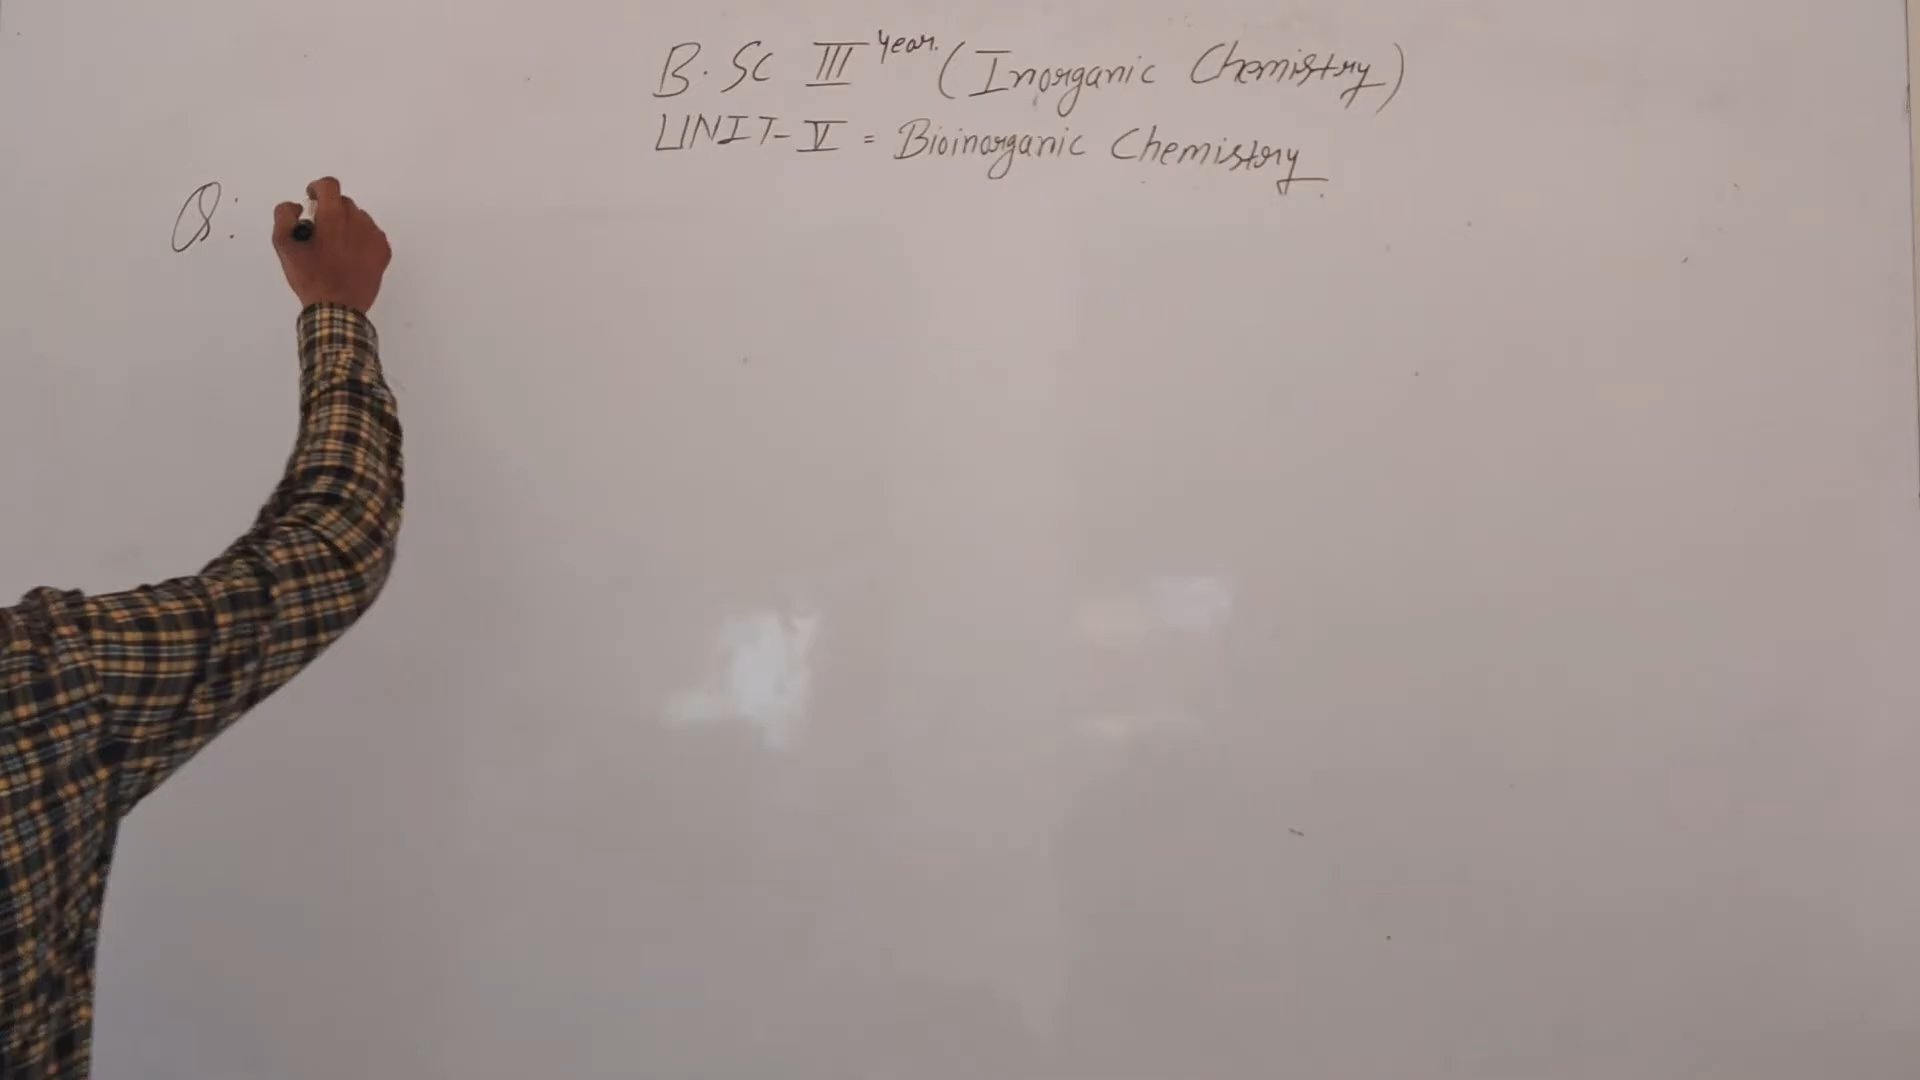 B.Sc III year. (Inorganic Chemistry)
UNIT-V = Bioinorganic Chemistry
Q: